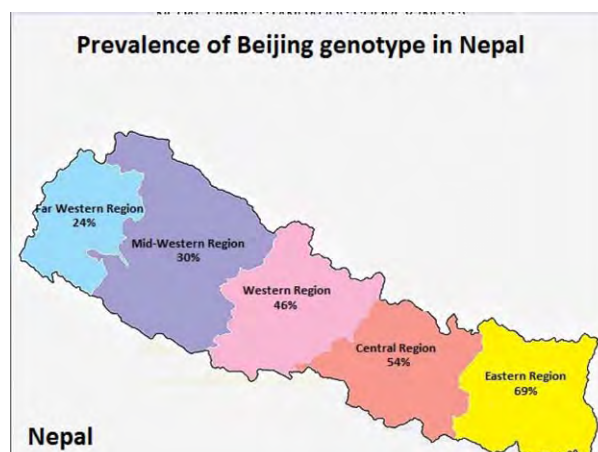 Prevalence of Beijing genotype in Nepal
Far Western Region
24%
Mid-Western Region
30%
Western Region
46%
Central Region
54%
Eastern Region
69%
Nepal